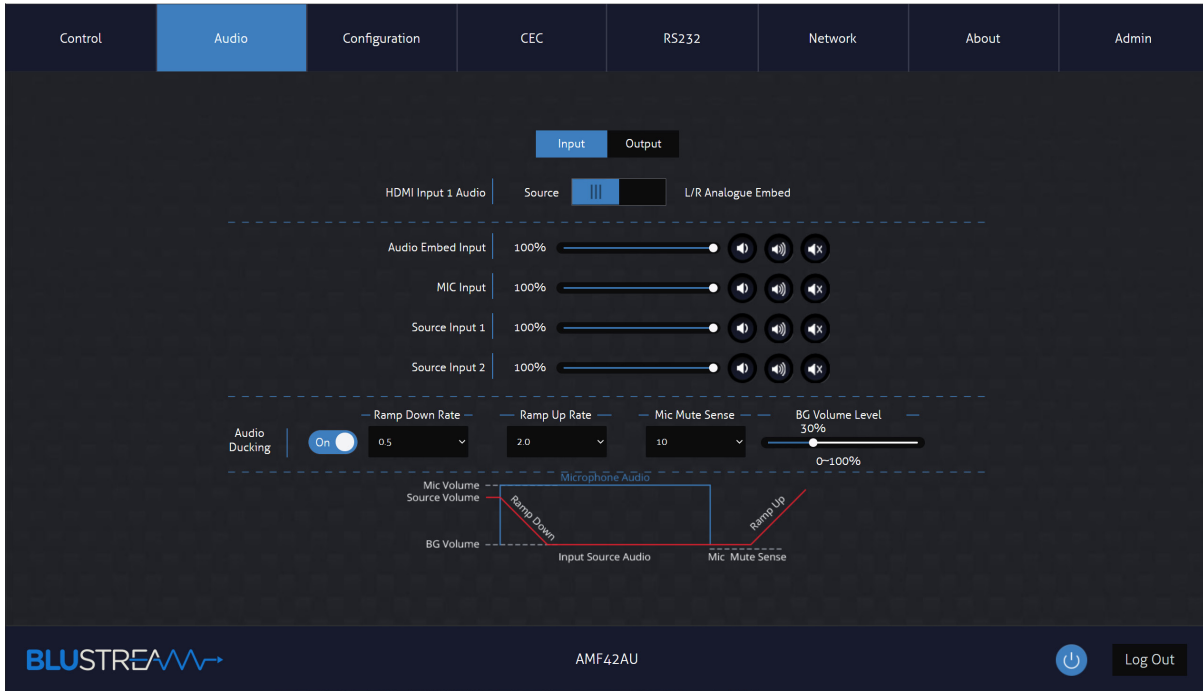 Control Audio Configuration CEC RS232 Network About Admin
Input Output
HDMI Input 1 Audio Source L/R Analogue Embed
Audio Embed Input 100%
MIC Input 100%
Source Input 1 100%
Source Input 2 100%
Ramp Down Rate Ramp Up Rate Mic Mute Sense BG Volume Level
30%
Audio
Ducking
On 0.5 2.0 10
0~100%
Microphone Audio
Mic Volume
Source Volume
Ramp Down
Ramp Up
BG Volume
Input Source Audio Mic Mute Sense
BLUSTREAM AMF42AU Log Out